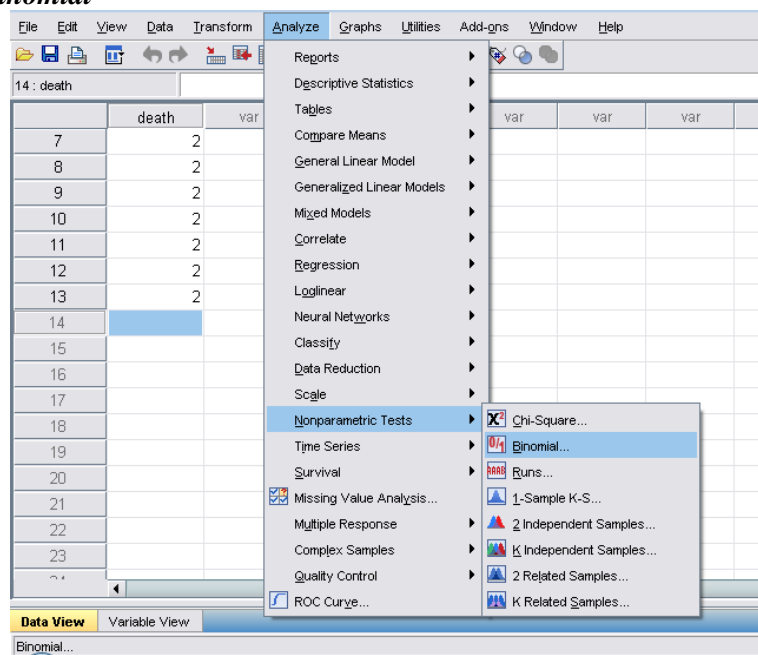 nomial
File Edit View Data Transform Analyze Graphs Utilities Add-ons Window Help
14 : death
death var var var var
7 2
8 2
9 2
10 2
11 2
12 2
13 2
14
15
16
17
18
19
20
21
22
23
Reports
Descriptive Statistics
Tables
Compare Means
General Linear Model
Generalized Linear Models
Mixed Models
Correlate
Regression
Loglinear
Neural Networks
Classify
Data Reduction
Scale
Nonparametric Tests
Time Series
Survival
Missing Value Analysis...
Multiple Response
Complex Samples
Quality Control
ROC Curve...
Chi-Square...
Binomial...
Runs...
1-Sample K-S...
2 Independent Samples...
K Independent Samples...
2 Related Samples...
K Related Samples...
Data View Variable View
Binomial...